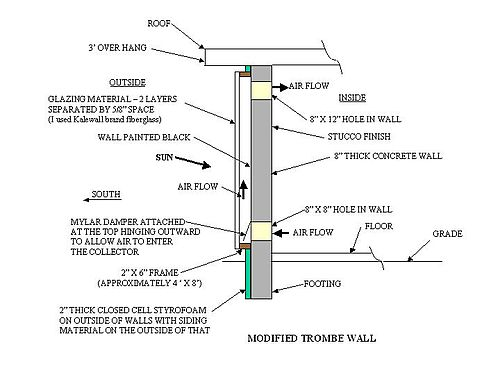 ROOF
3' OVER HANG
OUTSIDE
AIR FLOW
INSIDE
GLAZING MATERIAL – 2 LAYERS
SEPARATED BY 5/8" SPACE
(I used Kalewall brand fiberglass)
8" X 12" HOLE IN WALL
WALL PAINTED BLACK
STUCCO FINISH
SUN
8" THICK CONCRETE WALL
AIR FLOW
SOUTH
8" X 8" HOLE IN WALL
MYLAR DAMPER ATTACHED
AT THE TOP HINGING OUTWARD
TO ALLOW AIR TO ENTER
THE COLLECTOR
AIR FLOW
FLOOR
GRADE
2" X 6" FRAME
(APPROXIMATELY 4 ' X 8')
FOOTING
2" THICK CLOSED CELL STYROFOAM
ON OUTSIDE OF WALLS WITH SIDING
MATERIAL ON THE OUTSIDE OF THAT
MODIFIED TROMBE WALL